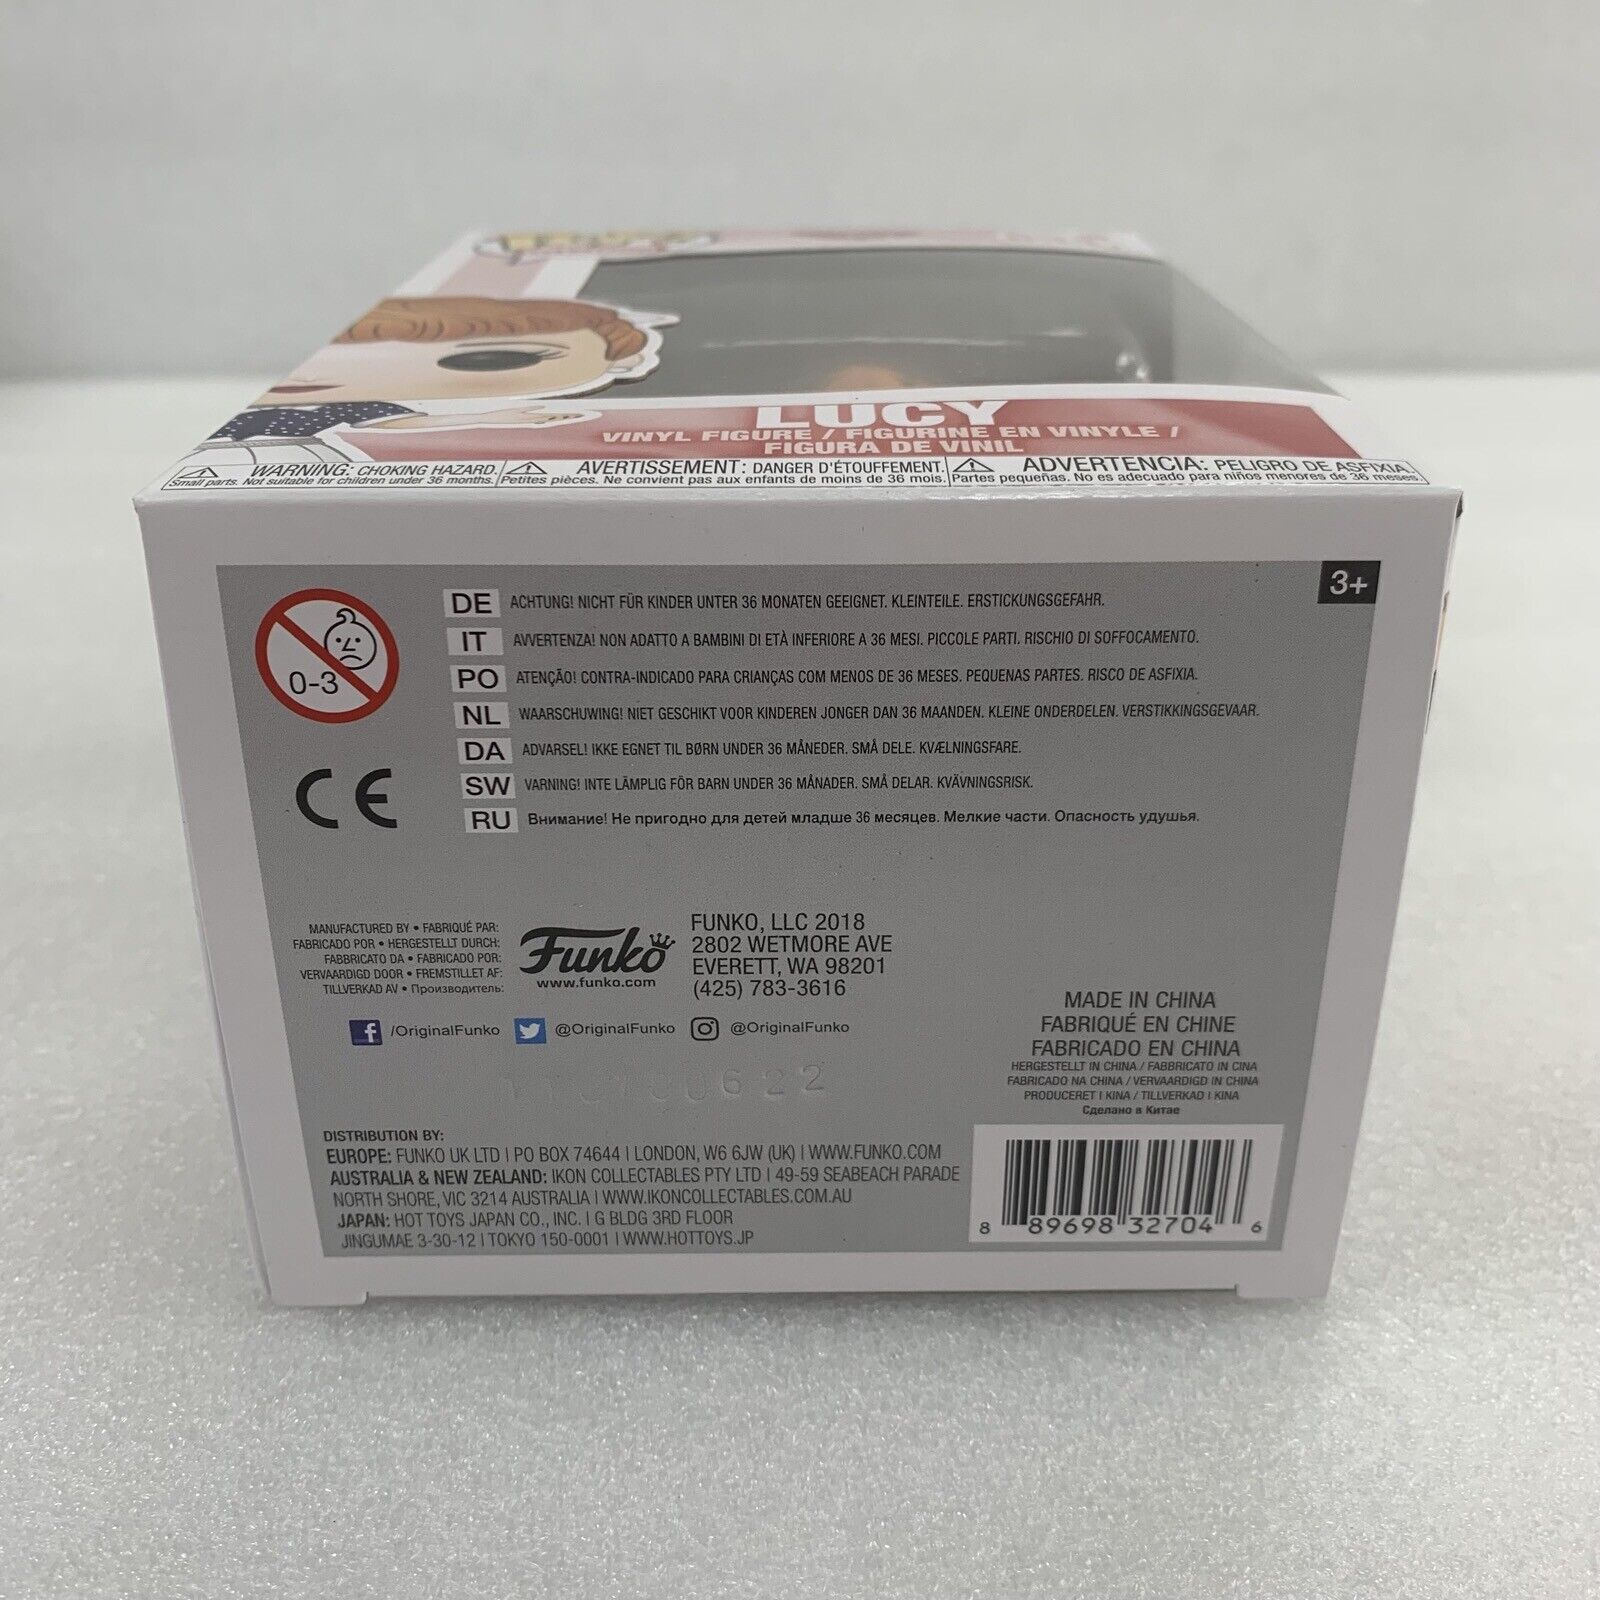 LUCY
VINYL FIGURE / FIGURINE EN VINYLE /
FIGURA DE VINIL
WARNING: CHOKING HAZARD.
Small parts. Not suitable for children under 36 months.
AVERTISSEMENT: DANGER D'ÉTOUFFEMENT.
Petites pièces. Ne convient pas aux enfants de moins de 36 mois.
ADVERTENCIA: PELIGRO DE ASFIXIA.
Partes pequeñas. No es adecuado para niños menores de 36 meses.
3+
0-3
DE ACHTUNG! NICHT FÜR KINDER UNTER 36 MONATEN GEEIGNET. KLEINTEILE. ERSTICKUNGSGEFAHR.
IT AVVERTENZA! NON ADATTO A BAMBINI DI ETÀ INFERIORE A 36 MESI. PICCOLE PARTI. RISCHIO DI SOFFOCAMENTO.
PO ATENÇÃO! CONTRA-INDICADO PARA CRIANÇAS COM MENOS DE 36 MESES. PEQUENAS PARTES. RISCO DE ASFIXIA.
NL WAARSCHUWING! NIET GESCHIKT VOOR KINDEREN JONGER DAN 36 MAANDEN. KLEINE ONDERDELEN. VERSTIKKINGSGEVAAR.
DA ADVARSEL! IKKE EGNET TIL BØRN UNDER 36 MÅNEDER. SMÅ DELE. KVÆLNINGSFARE.
SW VARNING! INTE LÄMPLIG FÖR BARN UNDER 36 MÅNADER. SMÅ DELAR. KVÄVNINGSRISK.
RU Внимание! Не пригодно для детей младше 36 месяцев. Мелкие части. Опасность удушья.
CE
MANUFACTURED BY • FABRIQUÉ PAR:
FABRICADO POR • HERGESTELLT DURCH:
FABBRICATO DA • FABRICADO POR:
VERVAARDIGD DOOR • FREMSTILLET AF:
TILLVERKAD AV • Производитель:
Funko
www.funko.com
FUNKO, LLC 2018
2802 WETMORE AVE
EVERETT, WA 98201
(425) 783-3616
f /OriginalFunko @OriginalFunko @OriginalFunko
MADE IN CHINA
FABRIQUÉ EN CHINE
FABRICADO EN CHINA
HERGESTELLT IN CHINA / FABBRICATO IN CINA
FABRICADO NA CHINA / VERVAARDIGD IN CHINA
PRODUCERET I KINA / TILLVERKAD I KINA
Сделано в Китае
DISTRIBUTION BY:
EUROPE: FUNKO UK LTD | PO BOX 74644 | LONDON, W6 6JW (UK) | WWW.FUNKO.COM
AUSTRALIA & NEW ZEALAND: IKON COLLECTABLES PTY LTD | 49-59 SEABEACH PARADE
NORTH SHORE, VIC 3214 AUSTRALIA | WWW.IKONCOLLECTABLES.COM.AU
JAPAN: HOT TOYS JAPAN CO., INC. | G BLDG 3RD FLOOR
JINGUMAE 3-30-12 | TOKYO 150-0001 | WWW.HOTTOYS.JP
8 89698 32704 6